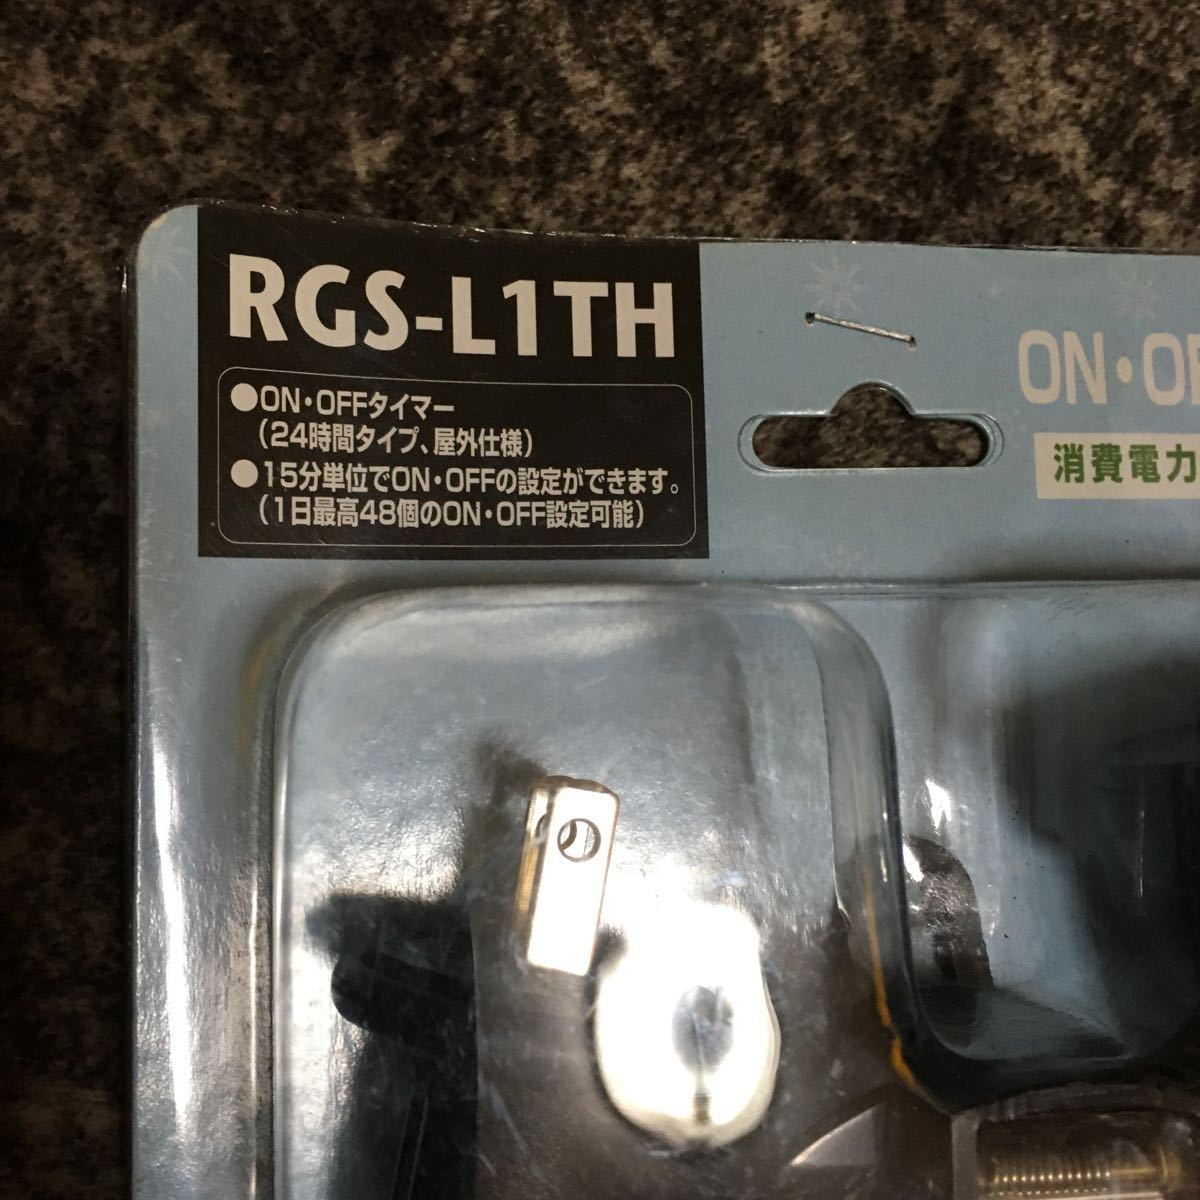 RGS-L1TH
●ON・OFFタイマー
（24時間タイプ、屋外仕様）
●15分単位でON・OFFの設定ができます。
（1日最高48個のON・OFF設定可能）
ON・OF
消費電力